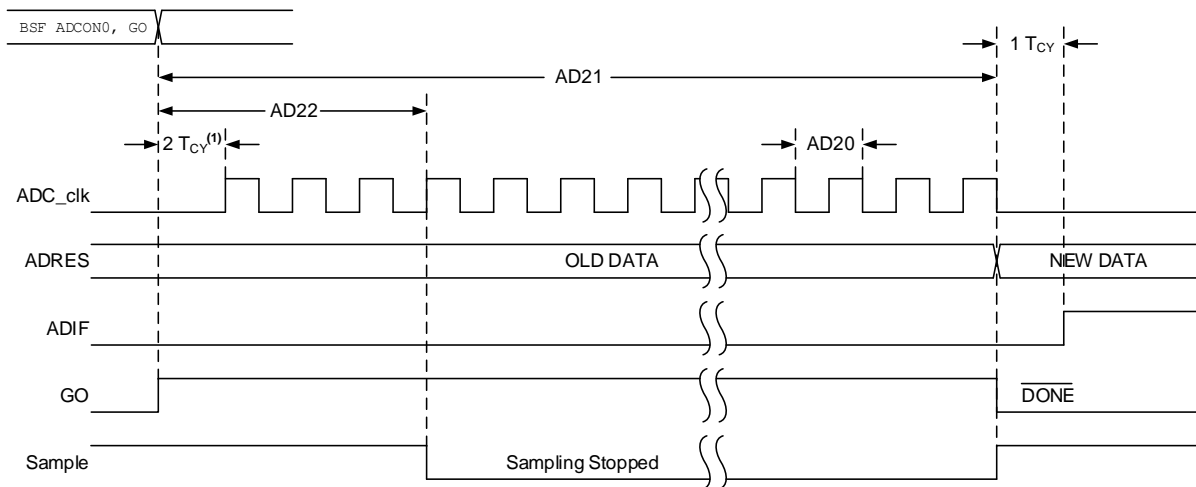 BSF ADCON0, GO
1 TCY
AD21
AD22
2 TCY(1)
AD20
ADC_clk
ADRES
OLD DATA
NEW DATA
ADIF
GO
DONE
Sample
Sampling Stopped